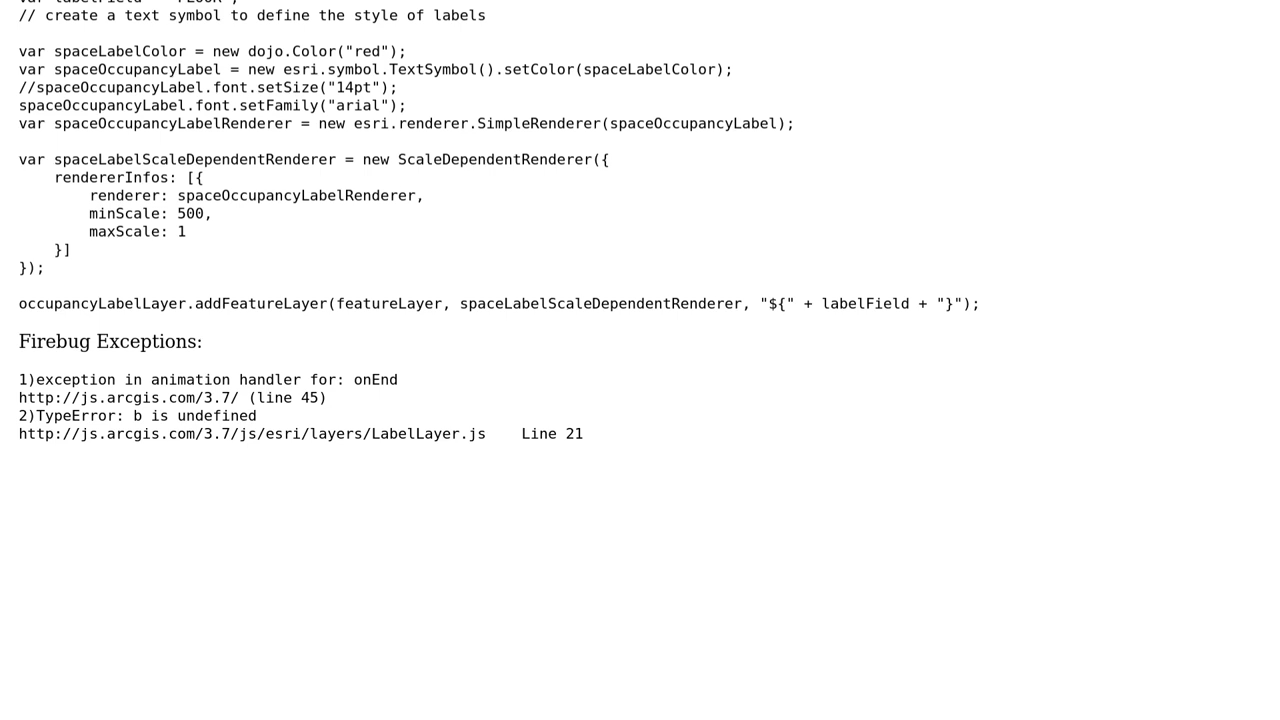 // create a text symbol to define the style of labels
var spaceLabelColor = new dojo.Color("red");
var spaceOccupancyLabel = new esri.symbol.TextSymbol().setColor(spaceLabelColor);
//spaceOccupancyLabel.font.setSize("14pt");
spaceOccupancyLabel.font.setFamily("arial");
var spaceOccupancyLabelRenderer = new esri.renderer.SimpleRenderer(spaceOccupancyLabel);
var spaceLabelScaleDependentRenderer = new ScaleDependentRenderer({
    rendererInfos: [{
        renderer: spaceOccupancyLabelRenderer,
        minScale: 500,
        maxScale: 1
    }]
});
occupancyLabelLayer.addFeatureLayer(featureLayer, spaceLabelScaleDependentRenderer, "${" + labelField + "}");
Firebug Exceptions:
1)exception in animation handler for: onEnd
http://js.arcgis.com/3.7/ (line 45)
2)TypeError: b is undefined
http://js.arcgis.com/3.7/js/esri/layers/LabelLayer.js    Line 21